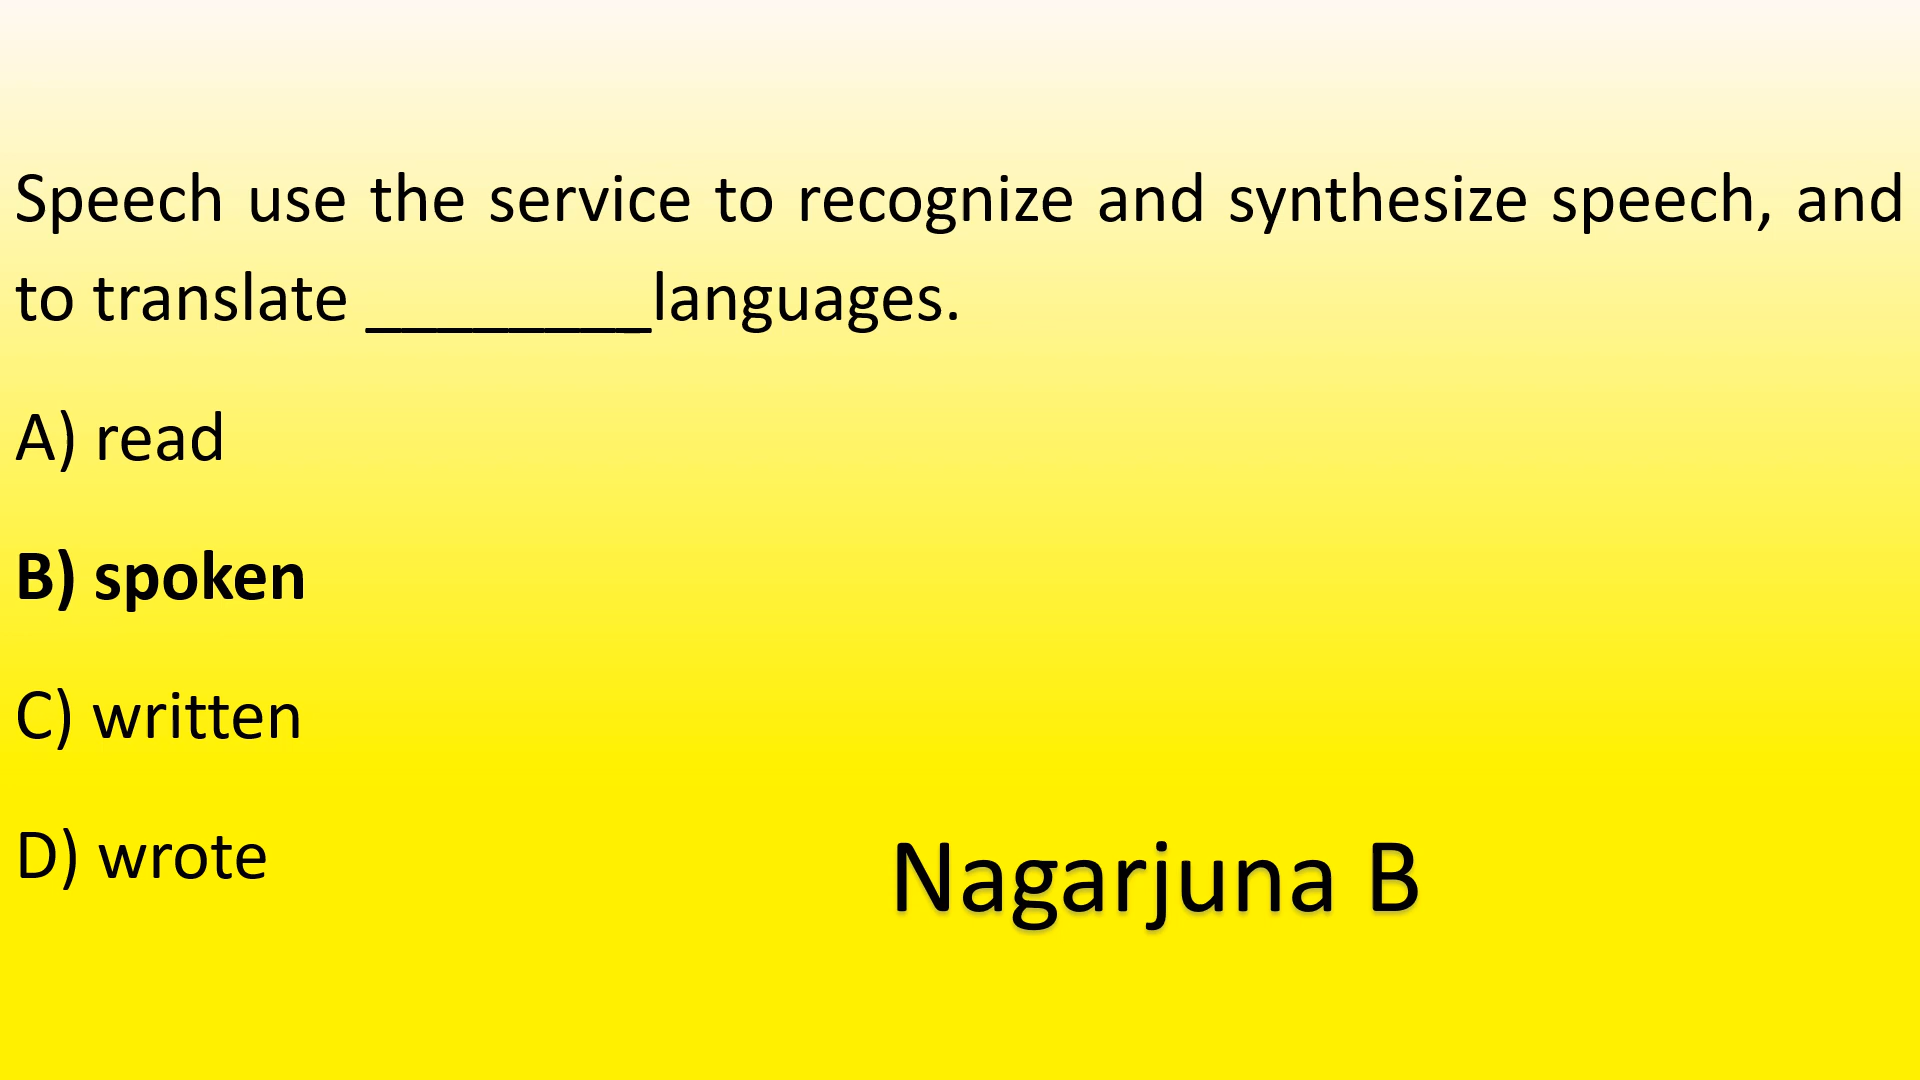 Speech use the service to recognize and synthesize speech, and
to translate ________languages.
A) read
B) spoken
C) written
D) wrote
Nagarjuna B